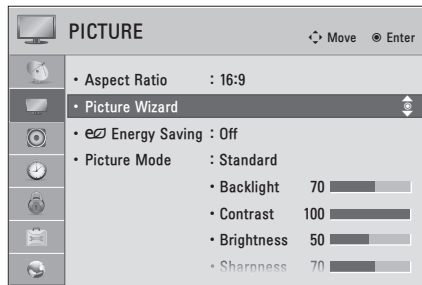 PICTURE Move Enter
• Aspect Ratio : 16:9
• Picture Wizard
• Energy Saving : Off
• Picture Mode : Standard
• Backlight 70
• Contrast 100
• Brightness 50
• Sharpness 70